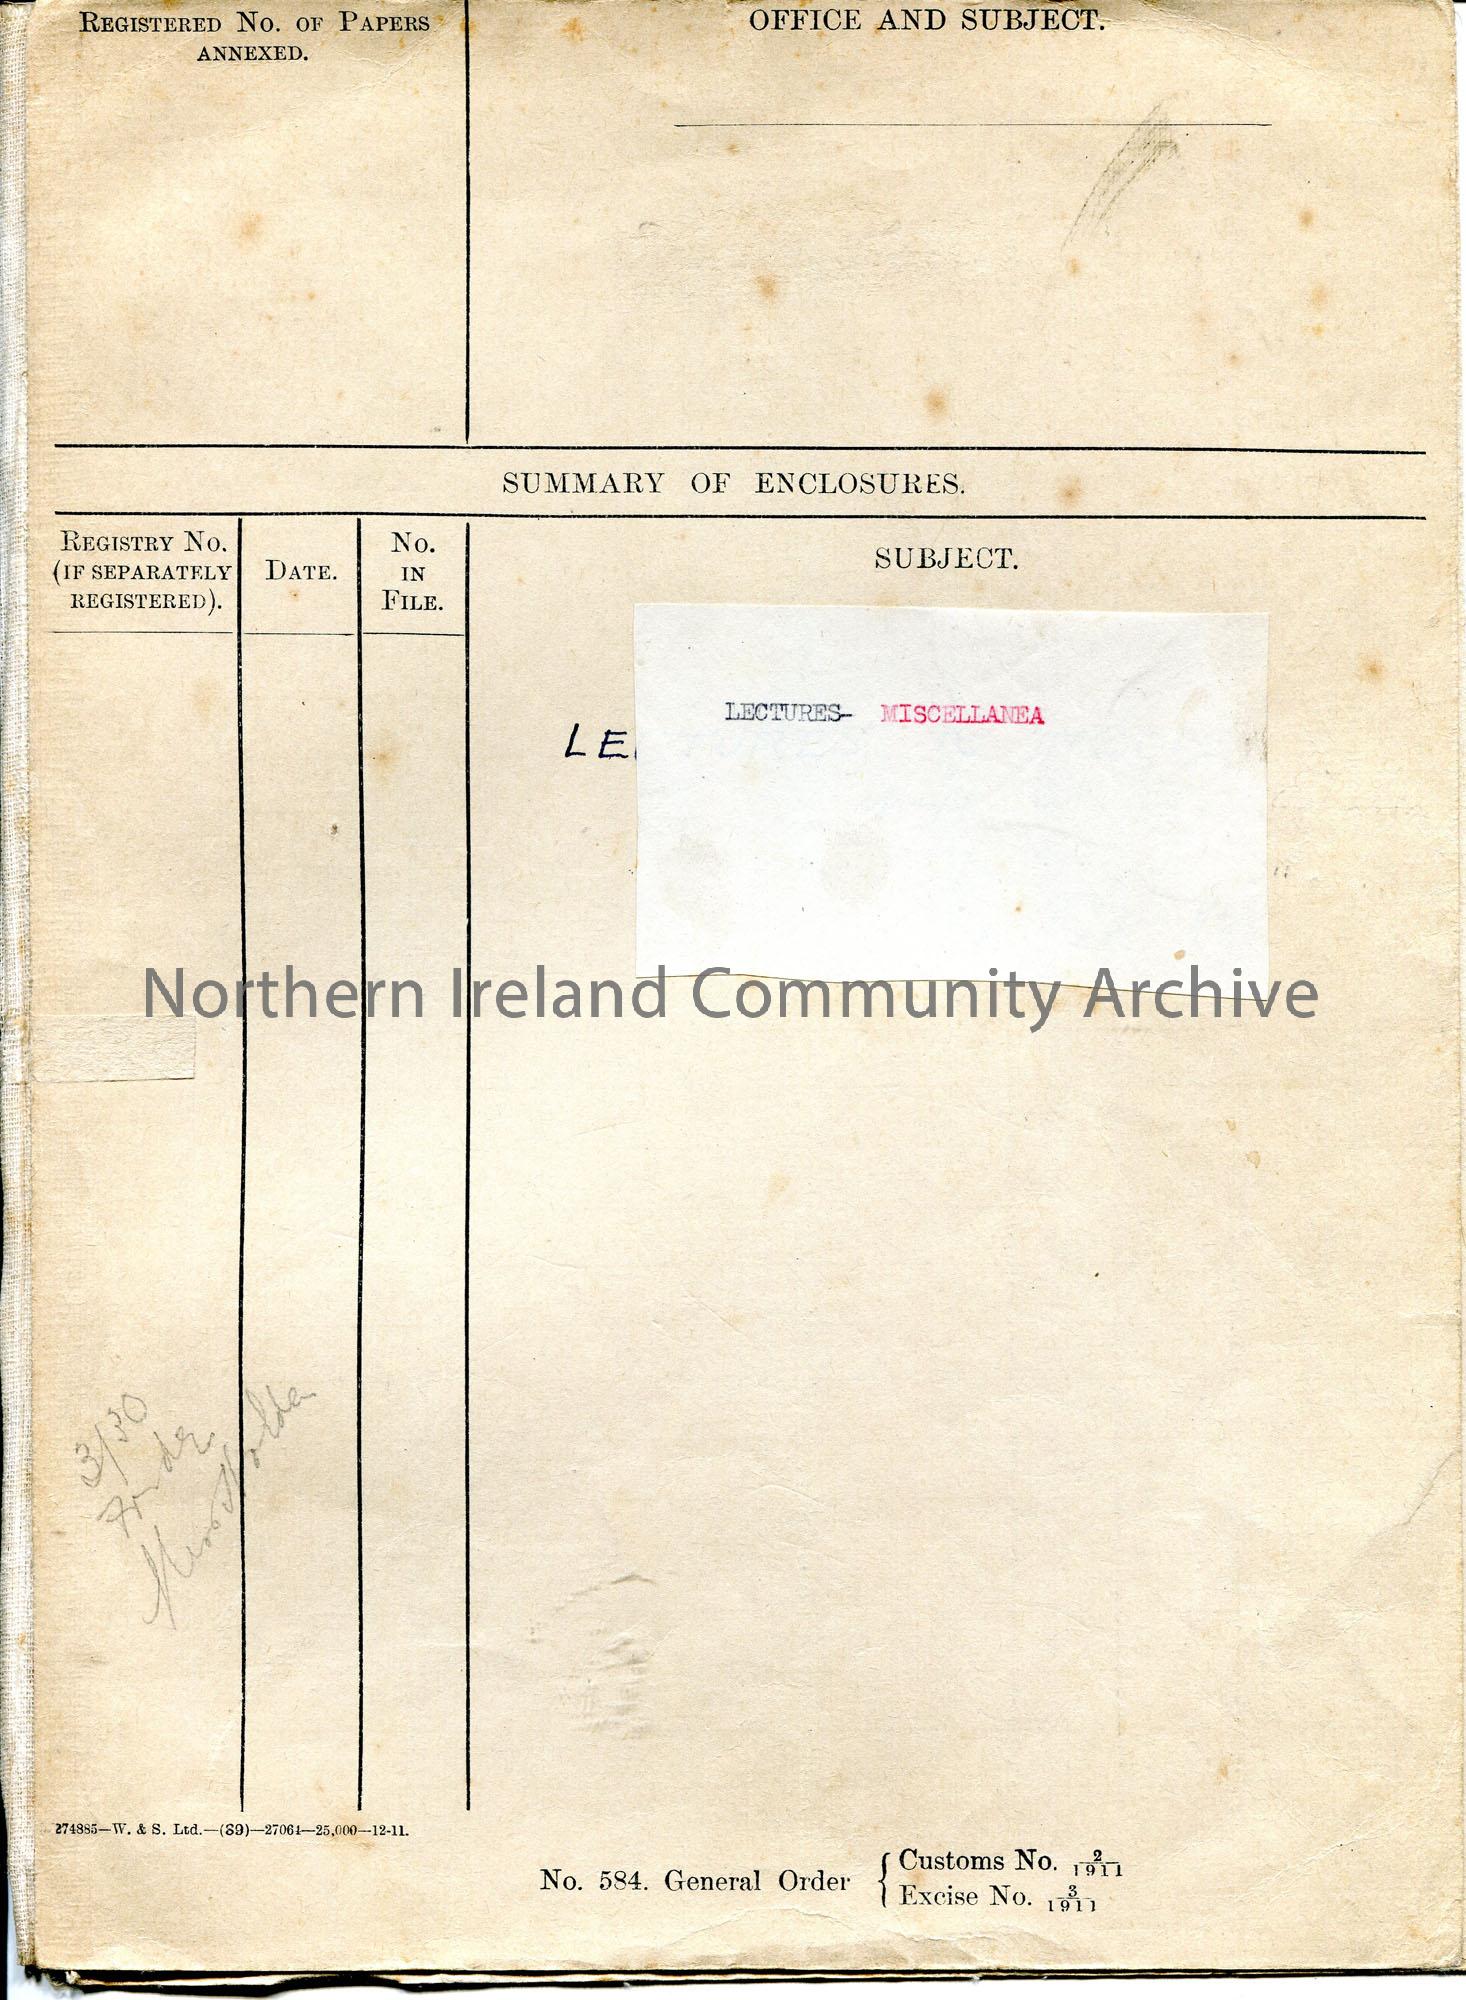 REGISTERED NO. OF PAPERS
ANNEXED.
OFFICE AND SUBJECT.
SUMMARY OF ENCLOSURES.
REGISTRY NO.
(IF SEPARATELY
REGISTERED).
DATE.
NO.
IN
FILE.
SUBJECT.
LECTURES- MISCELLANEA
LE
Northern Ireland Community Archive
3/30
274885—W. & S. Ltd.—(39)—27064—25,000—12-11.
No. 584. General Order { Customs No. 2/1911
Excise No. 3/1911